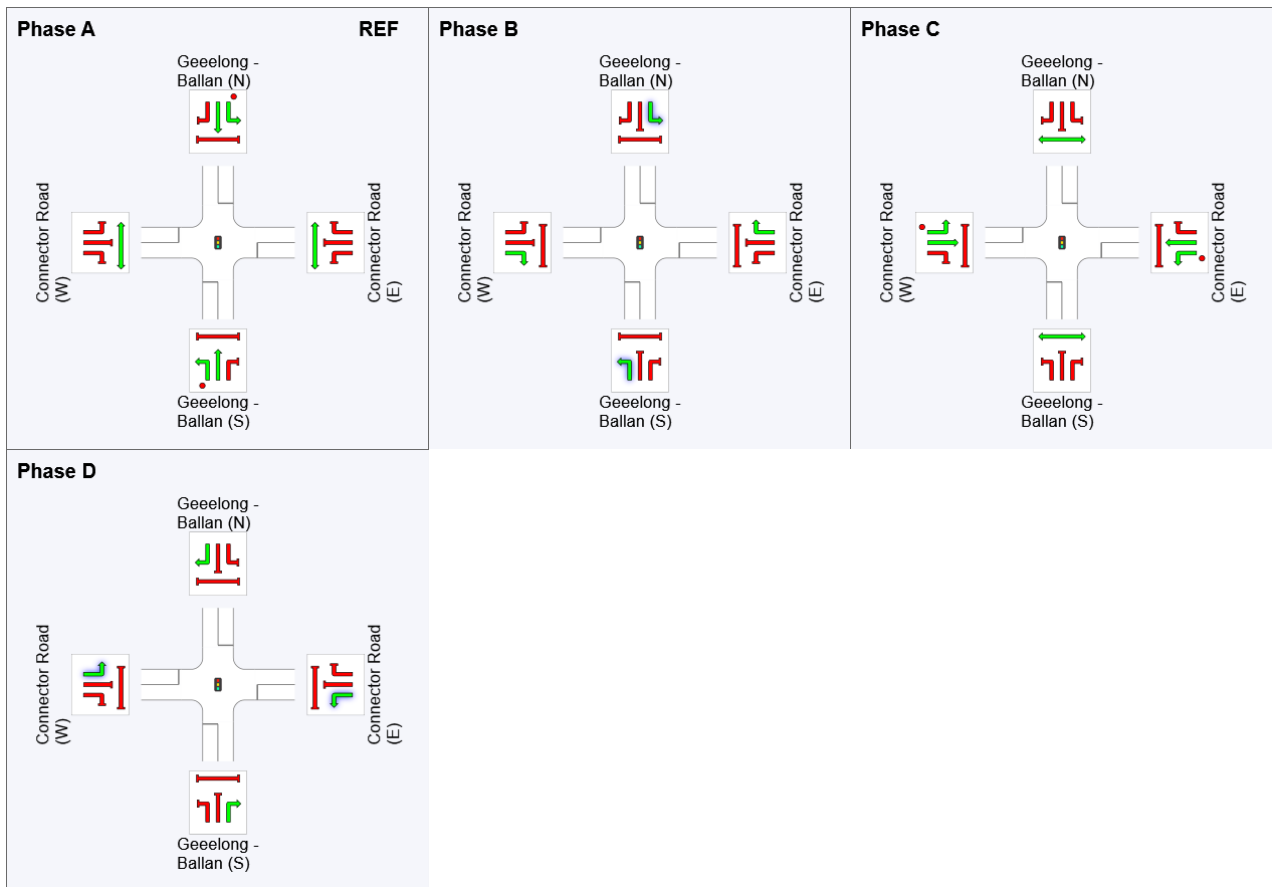 Phase A
REF
Geeelong -
Ballan (N)
Connector Road
(W)
Connector Road
(E)
Geeelong -
Ballan (S)
Phase B
Geeelong -
Ballan (N)
Connector Road
(W)
Connector Road
(E)
Geeelong -
Ballan (S)
Phase C
Geeelong -
Ballan (N)
Connector Road
(W)
Connector Road
(E)
Geeelong -
Ballan (S)
Phase D
Geeelong -
Ballan (N)
Connector Road
(W)
Connector Road
(E)
Geeelong -
Ballan (S)